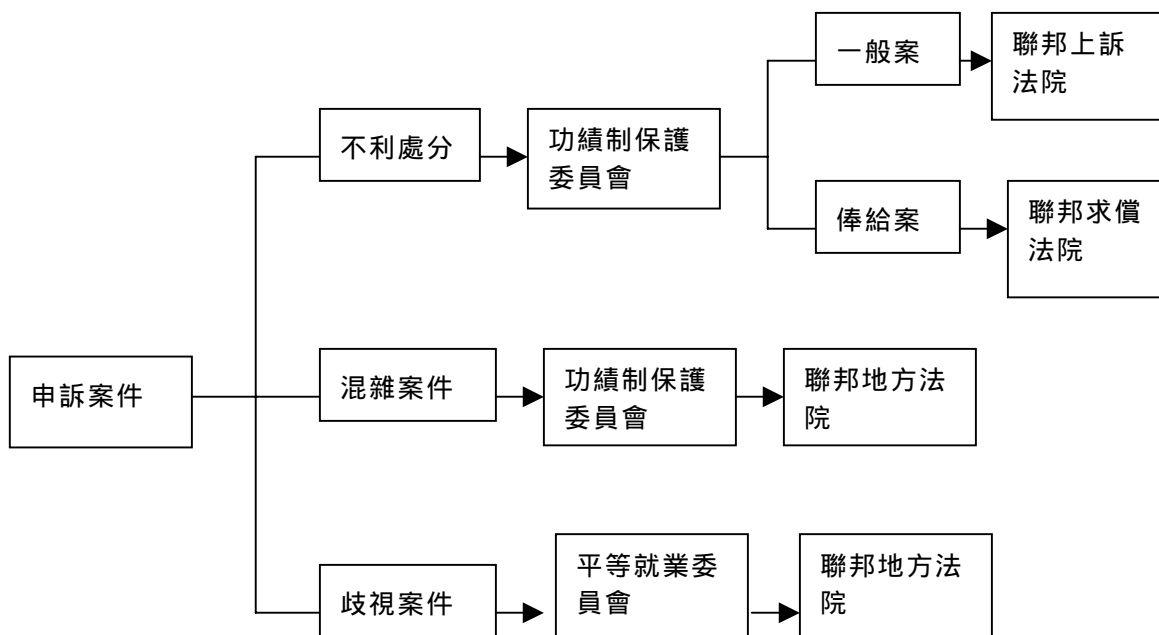 一般案
聯邦上訴
法院
不利處分
功績制保護
委員會
俸給案
聯邦求償
法院
申訴案件
混雜案件
功績制保護
委員會
聯邦地方法
院
歧視案件
平等就業委
員會
聯邦地方法
院